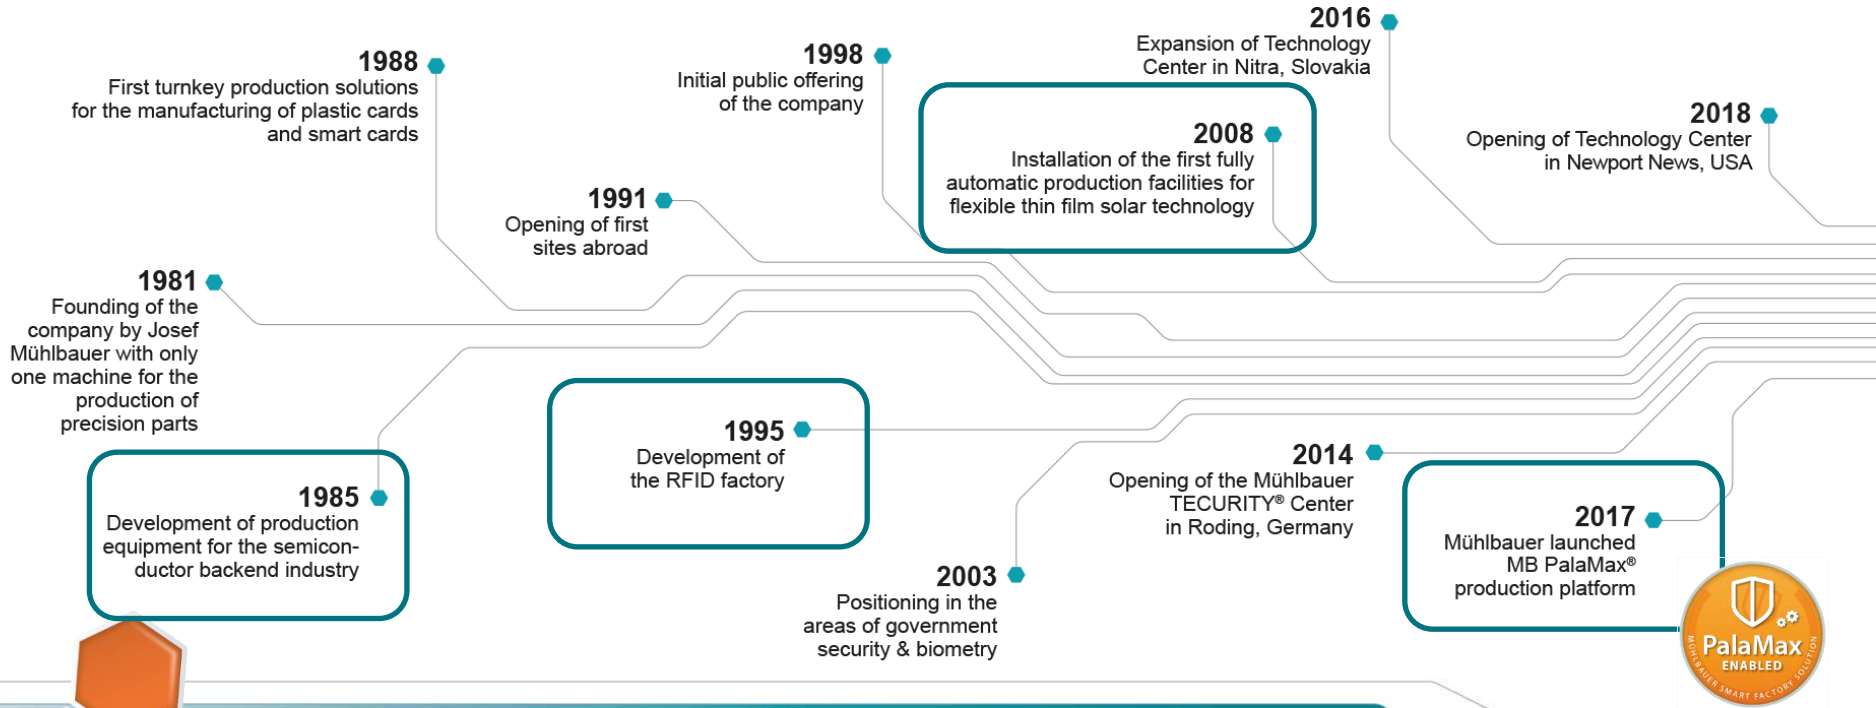 1981
Founding of the
company by Josef
Mühlbauer with only
one machine for the
production of
precision parts
1985
Development of production
equipment for the semicon-
ductor backend industry
1988
First turnkey production solutions
for the manufacturing of plastic cards
and smart cards
1991
Opening of first
sites abroad
1995
Development of
the RFID factory
1998
Initial public offering
of the company
2003
Positioning in the
areas of government
security & biometry
2008
Installation of the first fully
automatic production facilities for
flexible thin film solar technology
2014
Opening of the Mühlbauer
TECURITY® Center
in Roding, Germany
2016
Expansion of Technology
Center in Nitra, Slovakia
2017
Mühlbauer launched
MB PalaMax®
production platform
2018
Opening of Technology Center
in Newport News, USA
PalaMax
ENABLED
MÜHLBAUER SMART FACTORY SOLUTION